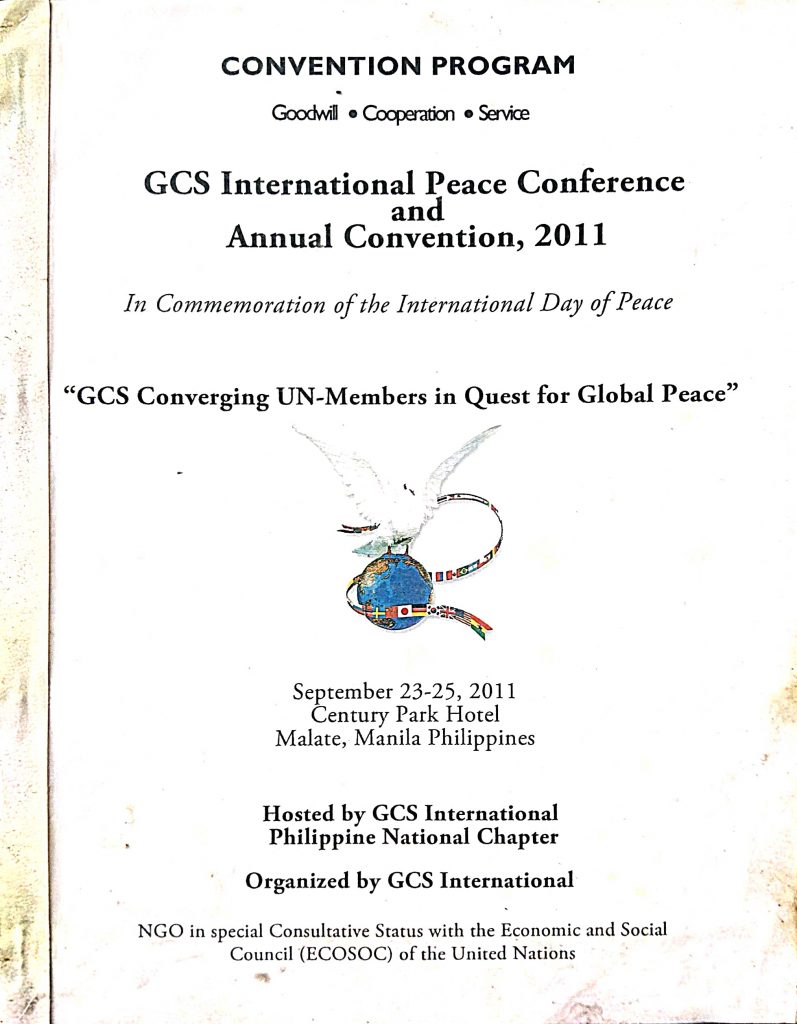 CONVENTION PROGRAM
Goodwill • Cooperation • Service
GCS International Peace Conference
and
Annual Convention, 2011
In Commemoration of the International Day of Peace
“GCS Converging UN-Members in Quest for Global Peace”
September 23-25, 2011
Century Park Hotel
Malate, Manila Philippines
Hosted by GCS International
Philippine National Chapter
Organized by GCS International
NGO in special Consultative Status with the Economic and Social
Council (ECOSOC) of the United Nations